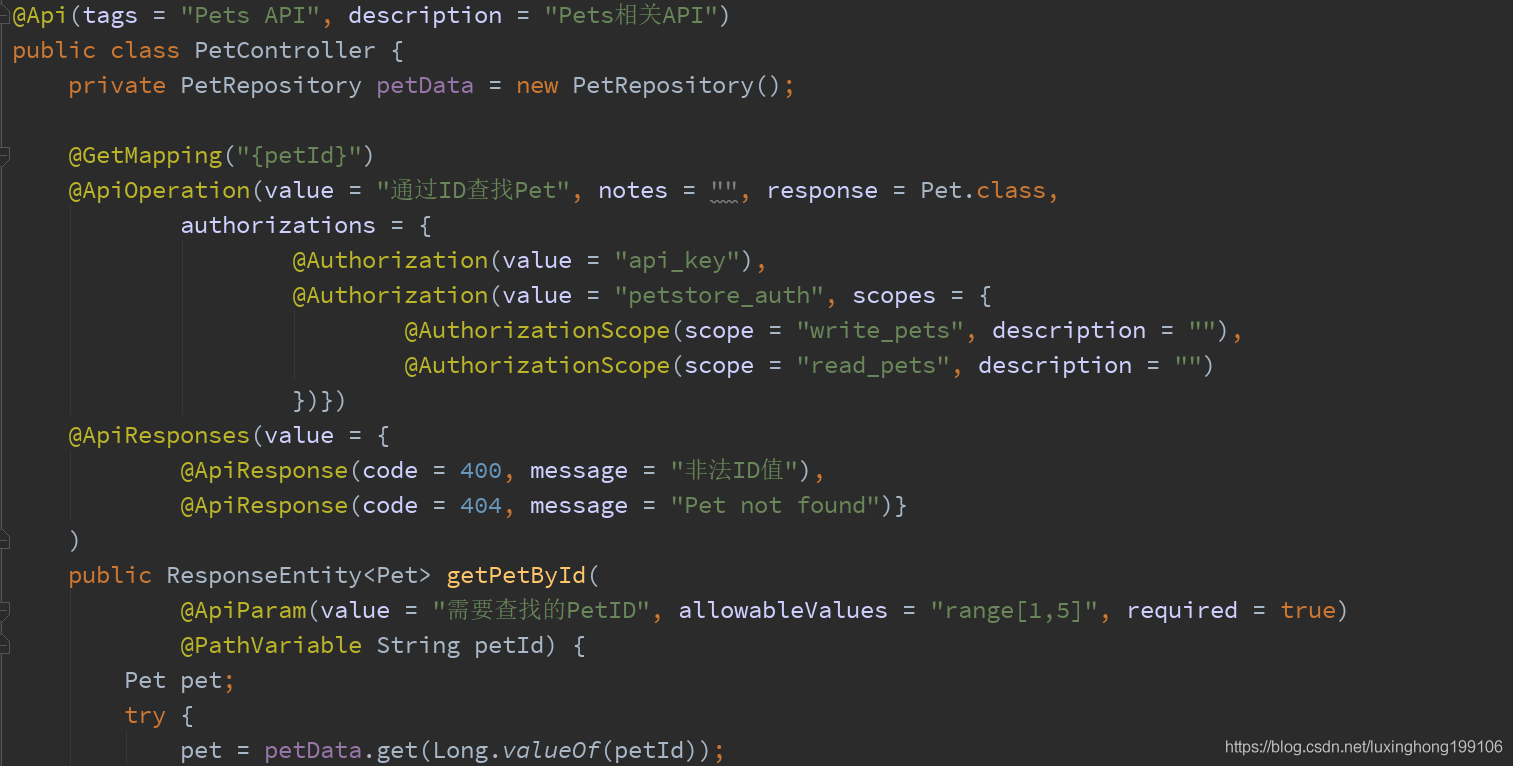 @Api(tags = "Pets API", description = "Pets相关API")
public class PetController {
    private PetRepository petData = new PetRepository();

    @GetMapping("{petId}")
    @ApiOperation(value = "通过ID查找Pet", notes = "", response = Pet.class,
            authorizations = {
                    @Authorization(value = "api_key"),
                    @Authorization(value = "petstore_auth", scopes = {
                            @AuthorizationScope(scope = "write_pets", description = ""),
                            @AuthorizationScope(scope = "read_pets", description = "")
                    })})
    @ApiResponses(value = {
            @ApiResponse(code = 400, message = "非法ID值"),
            @ApiResponse(code = 404, message = "Pet not found")}
    )
    public ResponseEntity<Pet> getPetById(
            @ApiParam(value = "需要查找的PetID", allowableValues = "range[1,5]", required = true)
            @PathVariable String petId) {
        Pet pet;
        try {
            pet = petData.get(Long.valueOf(petId));
https://blog.csdn.net/luxinghong199106